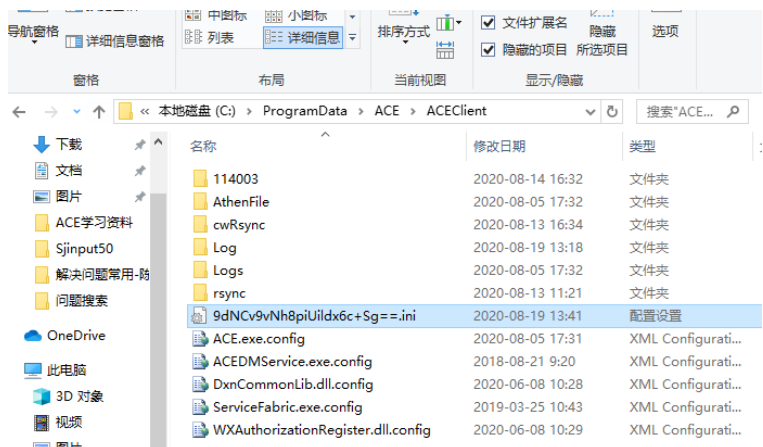 中图标 小图标
导航窗格 详细信息窗格 列表 详细信息 排序方式 文件扩展名 隐藏的项目 隐藏 所选项目 选项
窗格 布局 当前视图 显示/隐藏
« 本地磁盘 (C:) › ProgramData › ACE › ACEClient 搜索"ACE...
下载
文档
图片
ACE学习资料
Sjinput50
解决问题常用-陈
问题搜索
OneDrive
此电脑
3D 对象
视频
图片
名称 修改日期 类型
114003 2020-08-14 16:32 文件夹
AthenFile 2020-08-05 17:32 文件夹
cwRsync 2020-08-13 16:34 文件夹
Log 2020-08-19 13:18 文件夹
Logs 2020-08-05 17:32 文件夹
rsync 2020-08-13 11:21 文件夹
9dNCv9vNh8piUildx6c+Sg==.ini 2020-08-19 13:41 配置设置
ACE.exe.config 2020-08-05 17:31 XML Configurati...
ACEDMService.exe.config 2018-08-21 9:20 XML Configurati...
DxnCommonLib.dll.config 2020-06-08 10:28 XML Configurati...
ServiceFabric.exe.config 2019-03-25 10:43 XML Configurati...
WXAuthorizationRegister.dll.config 2020-06-08 10:29 XML Configurati...